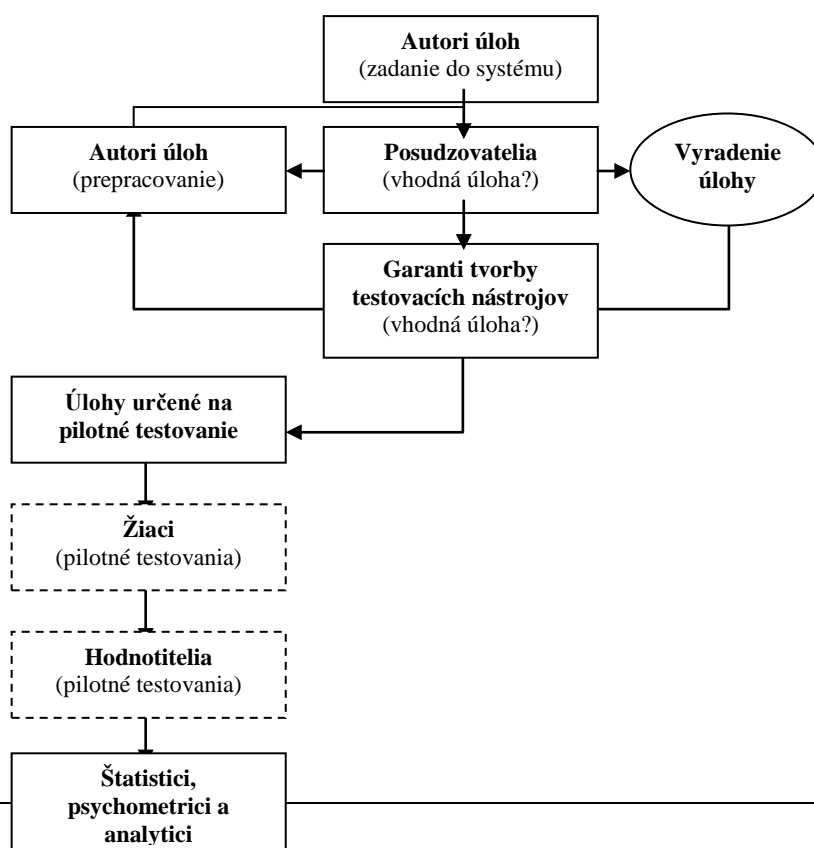 Autori úloh
(zadanie do systému)
Autori úloh
(prepracovanie)
Posudzovatelia
(vhodná úloha?)
Vyradenie
úlohy
Garanti tvorby
testovacích nástrojov
(vhodná úloha?)
Úlohy určené na
pilotné testovanie
Žiaci
(pilotné testovania)
Hodnotitelia
(pilotné testovania)
Štatistici,
psychometrici a
analytici